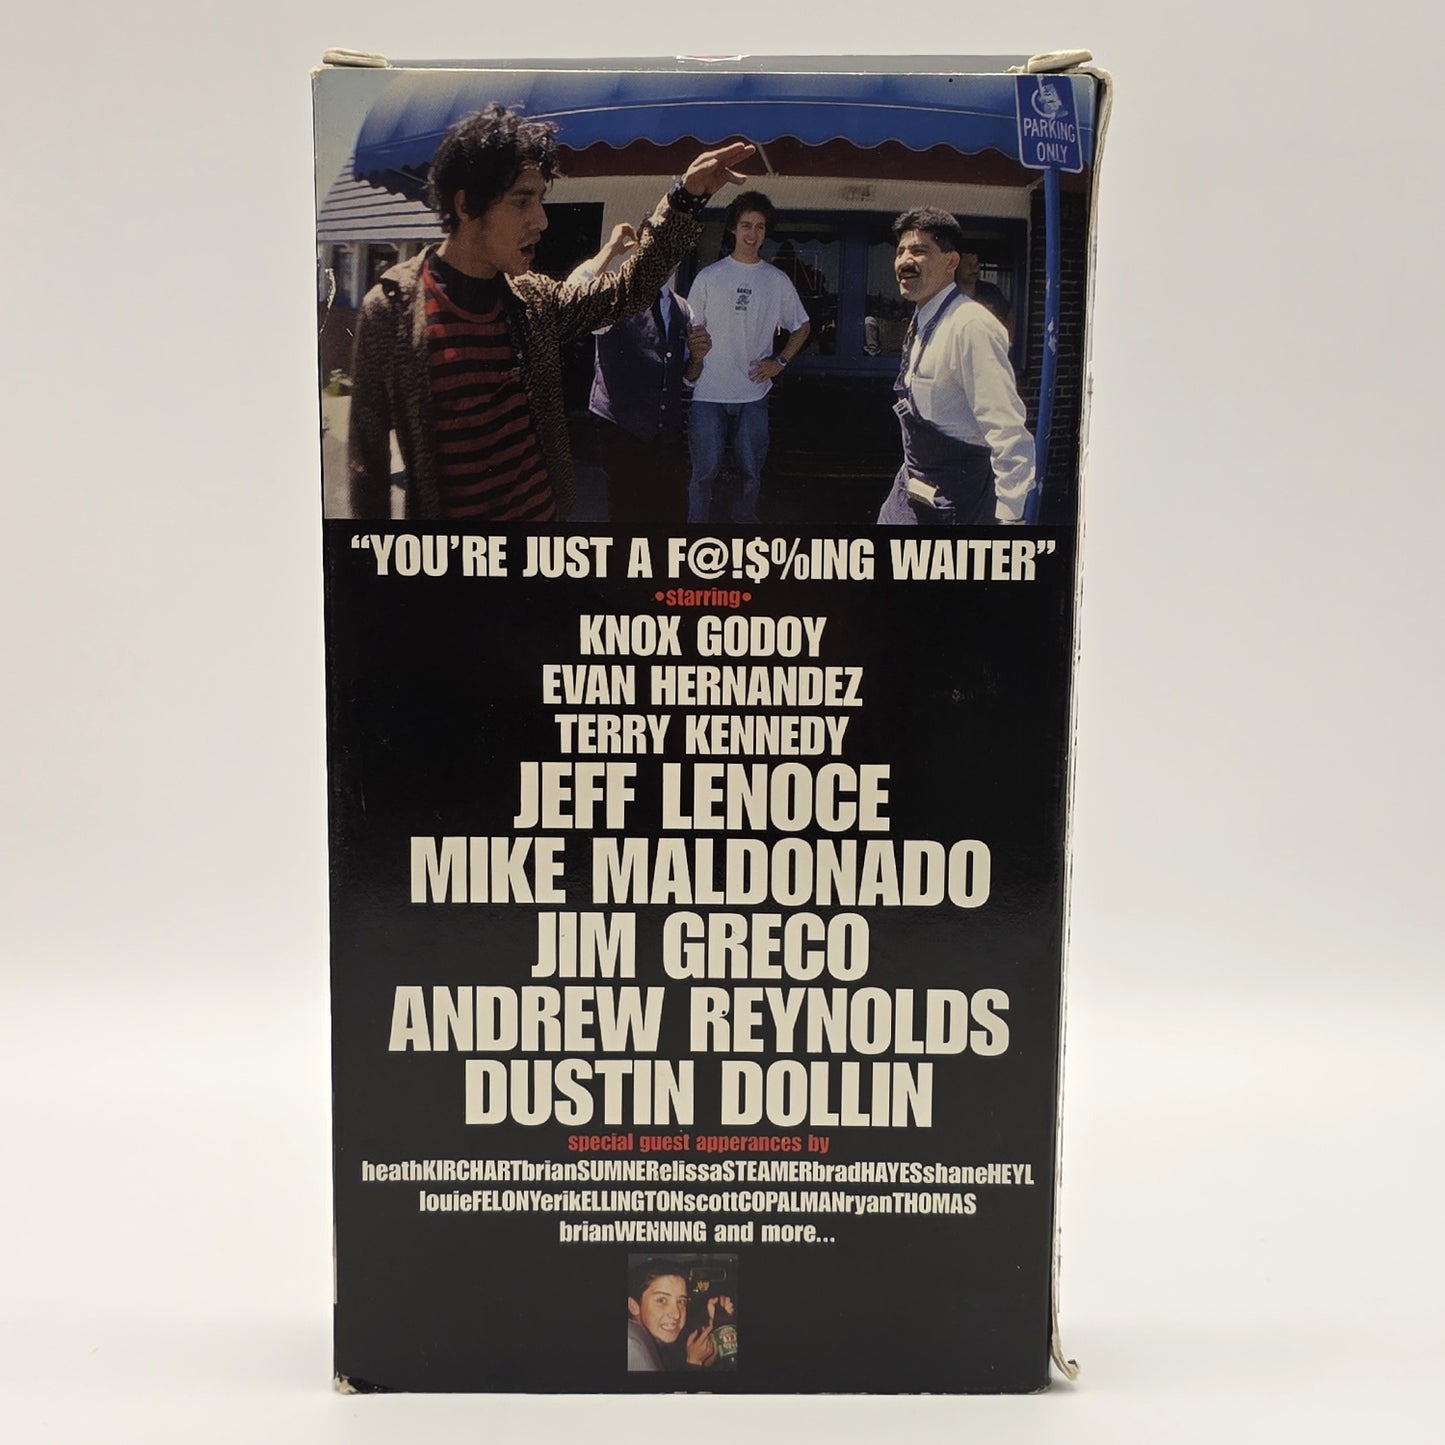 PARKING
ONLY
BAKER
“YOU’RE JUST A F@!$%ING WAITER”
•starring•
KNOX GODOY
EVAN HERNANDEZ
TERRY KENNEDY
JEFF LENOCE
MIKE MALDONADO
JIM GRECO
ANDREW REYNOLDS
DUSTIN DOLLIN
special guest apperances by
heathKIRCHARTbrianSUMNERelissaSTEAMERbradHAYESshaneHEYL
louieFELONYerikELLINGTONscottCOPALMANryanTHOMAS
brianWENNING and more...